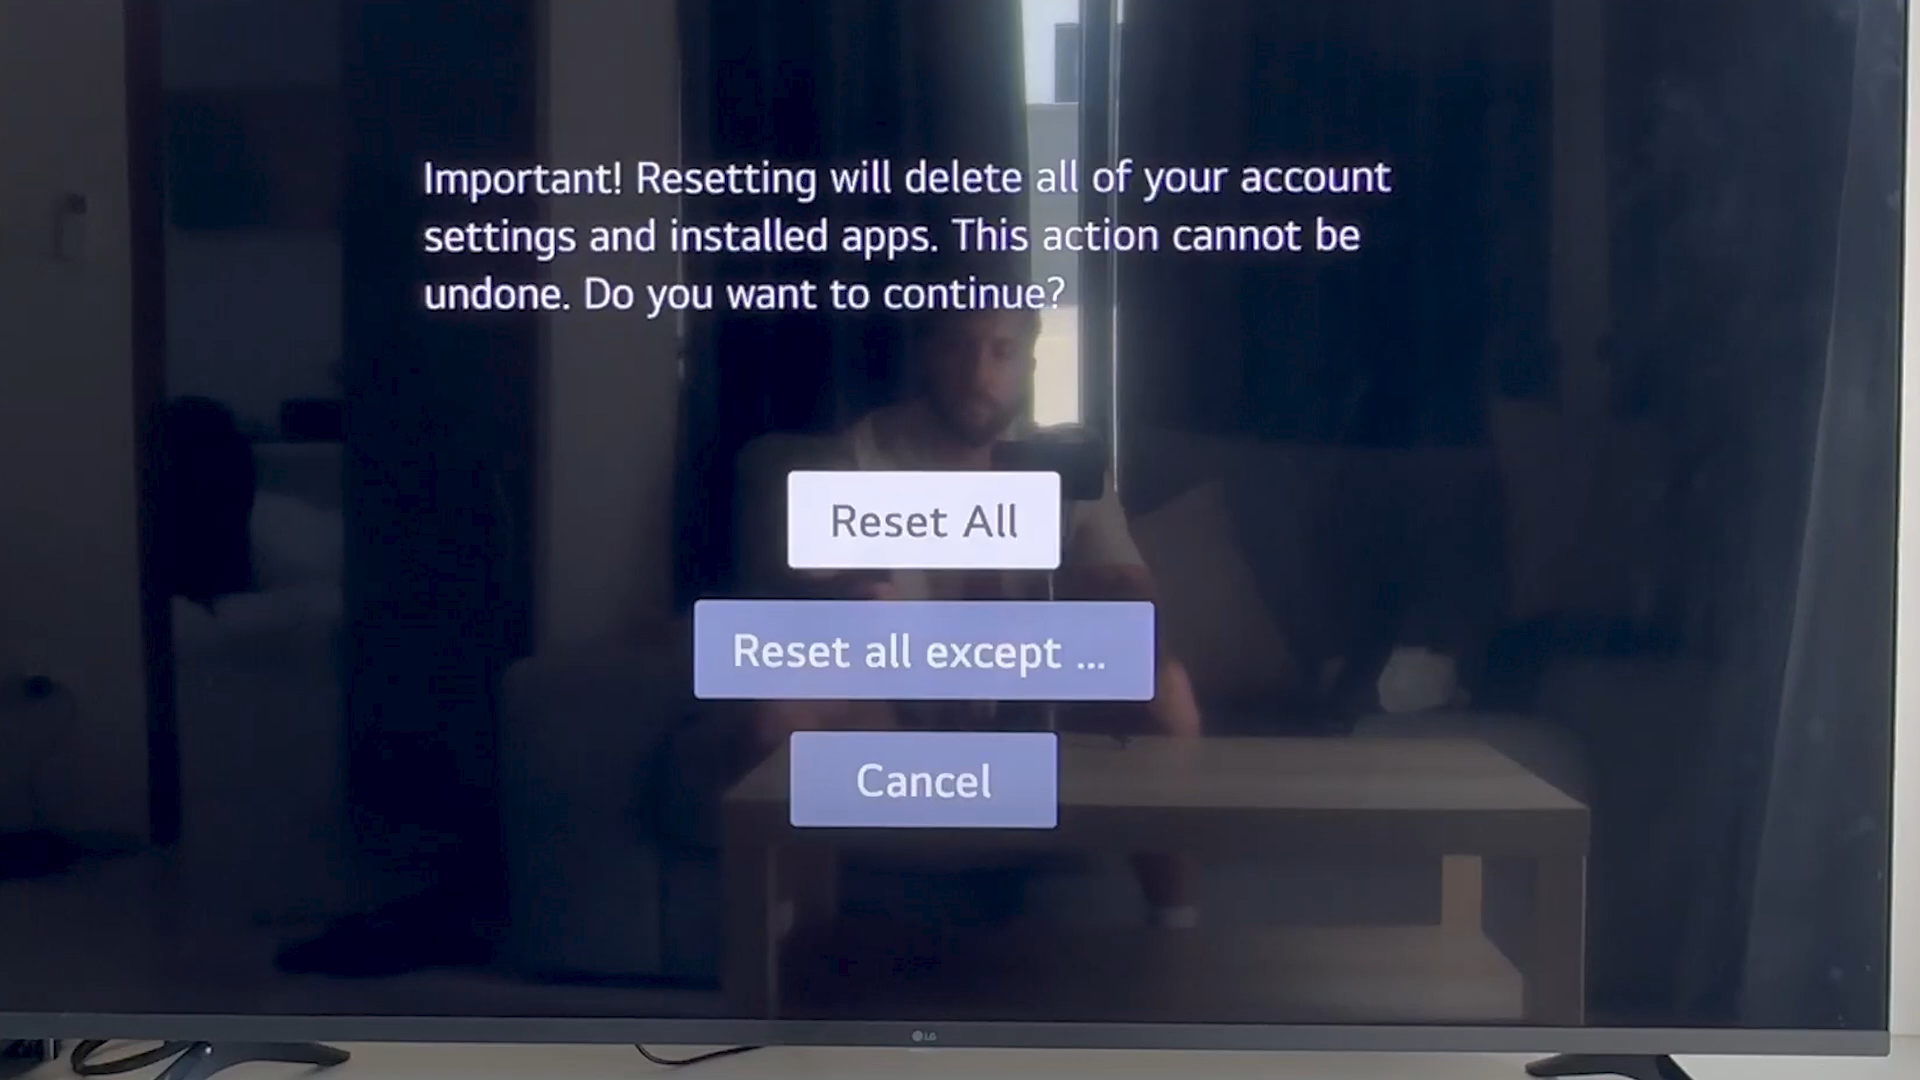 Important! Resetting will delete all of your account
settings and installed apps. This action cannot be
undone. Do you want to continue?
Reset All
Reset all except ...
Cancel
LG